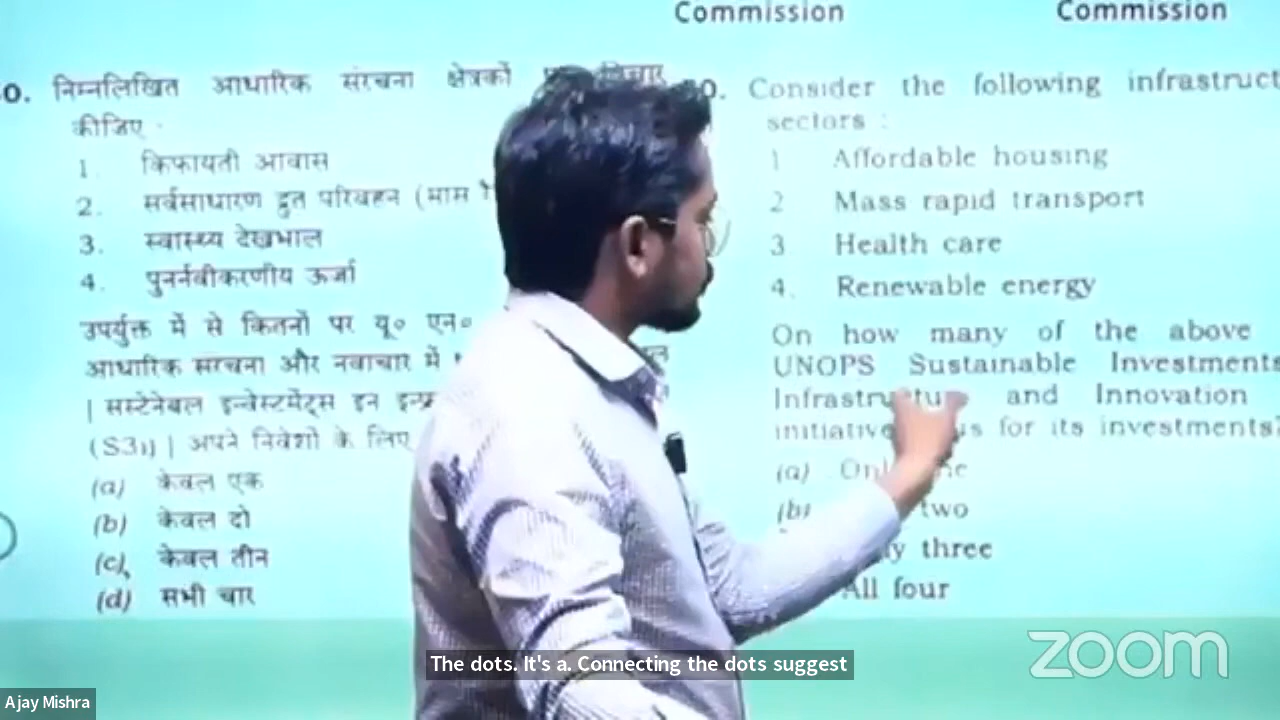 Commission
Commission
निम्नलिखित आधारिक संरचना क्षेत्रकों
कीजिए
1. किफायती आवास
2. सर्वसाधारण द्रुत परिवहन (मास
3. स्वास्थ्य देखभाल
4. पुनर्नवीकरणीय ऊर्जा
उपर्युक्त में से कितनों पर यू० एन०
आधारिक संरचना और नवाचार में
सस्टेनेबल इन्वेस्टमेंट्स इन
अपने निवेशों के लिए
(a) केवल एक
(b) केवल दो
(c) केवल तीन
(d) सभी चार
Consider the following infrastruct
sectors :
1 Affordable housing
2 Mass rapid transport
3 Health care
4. Renewable energy
On how many of the above
UNOPS Sustainable Investments
and Innovation
for its investments?
(a)
(b) two
three
All four
The dots. It's a. Connecting the dots suggest
zoom
Ajay Mishra